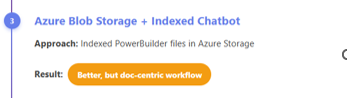 3
Azure Blob Storage + Indexed Chatbot
Approach: Indexed PowerBuilder files in Azure Storage
Result: Better, but doc-centric workflow